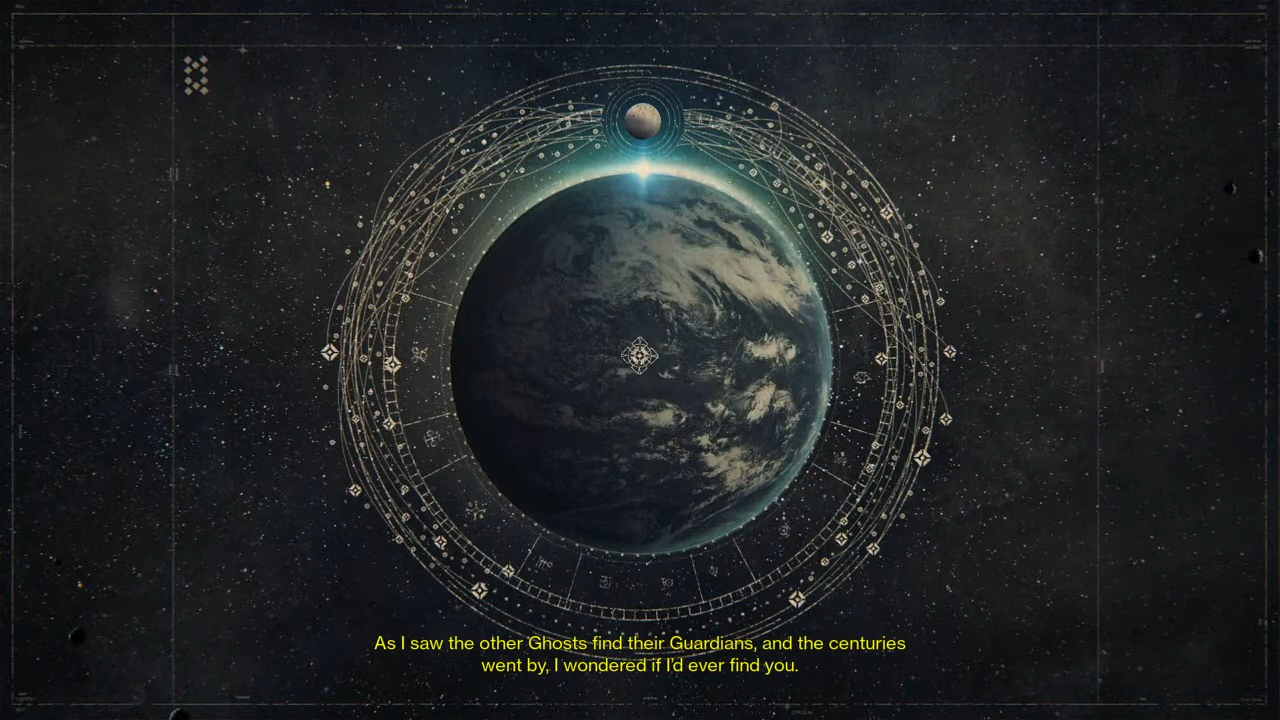 As I saw the other Ghosts find their Guardians, and the centuries
went by, I wondered if I'd ever find you.